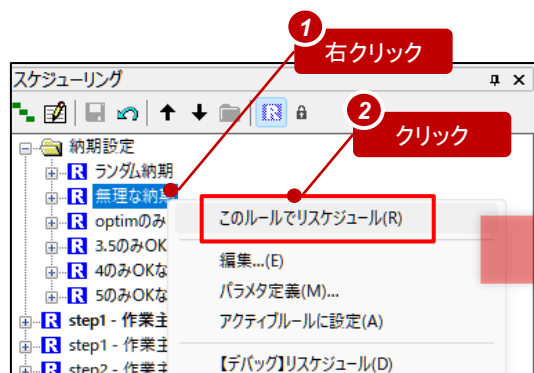 1
右クリック
スケジューリング
2
クリック
納期設定
R ランダム納期
R 無理な納期
R optimのみ
R 3.5のみOK
R 4のみOKな
R 5のみOKな
R step1 - 作業主
R step1 - 作業主
R step2 - 作業主
このルールでリスケジュール(R)
編集...(E)
パラメタ定義(M)...
アクティブルールに設定(A)
【デバッグ】リスケジュール(D)